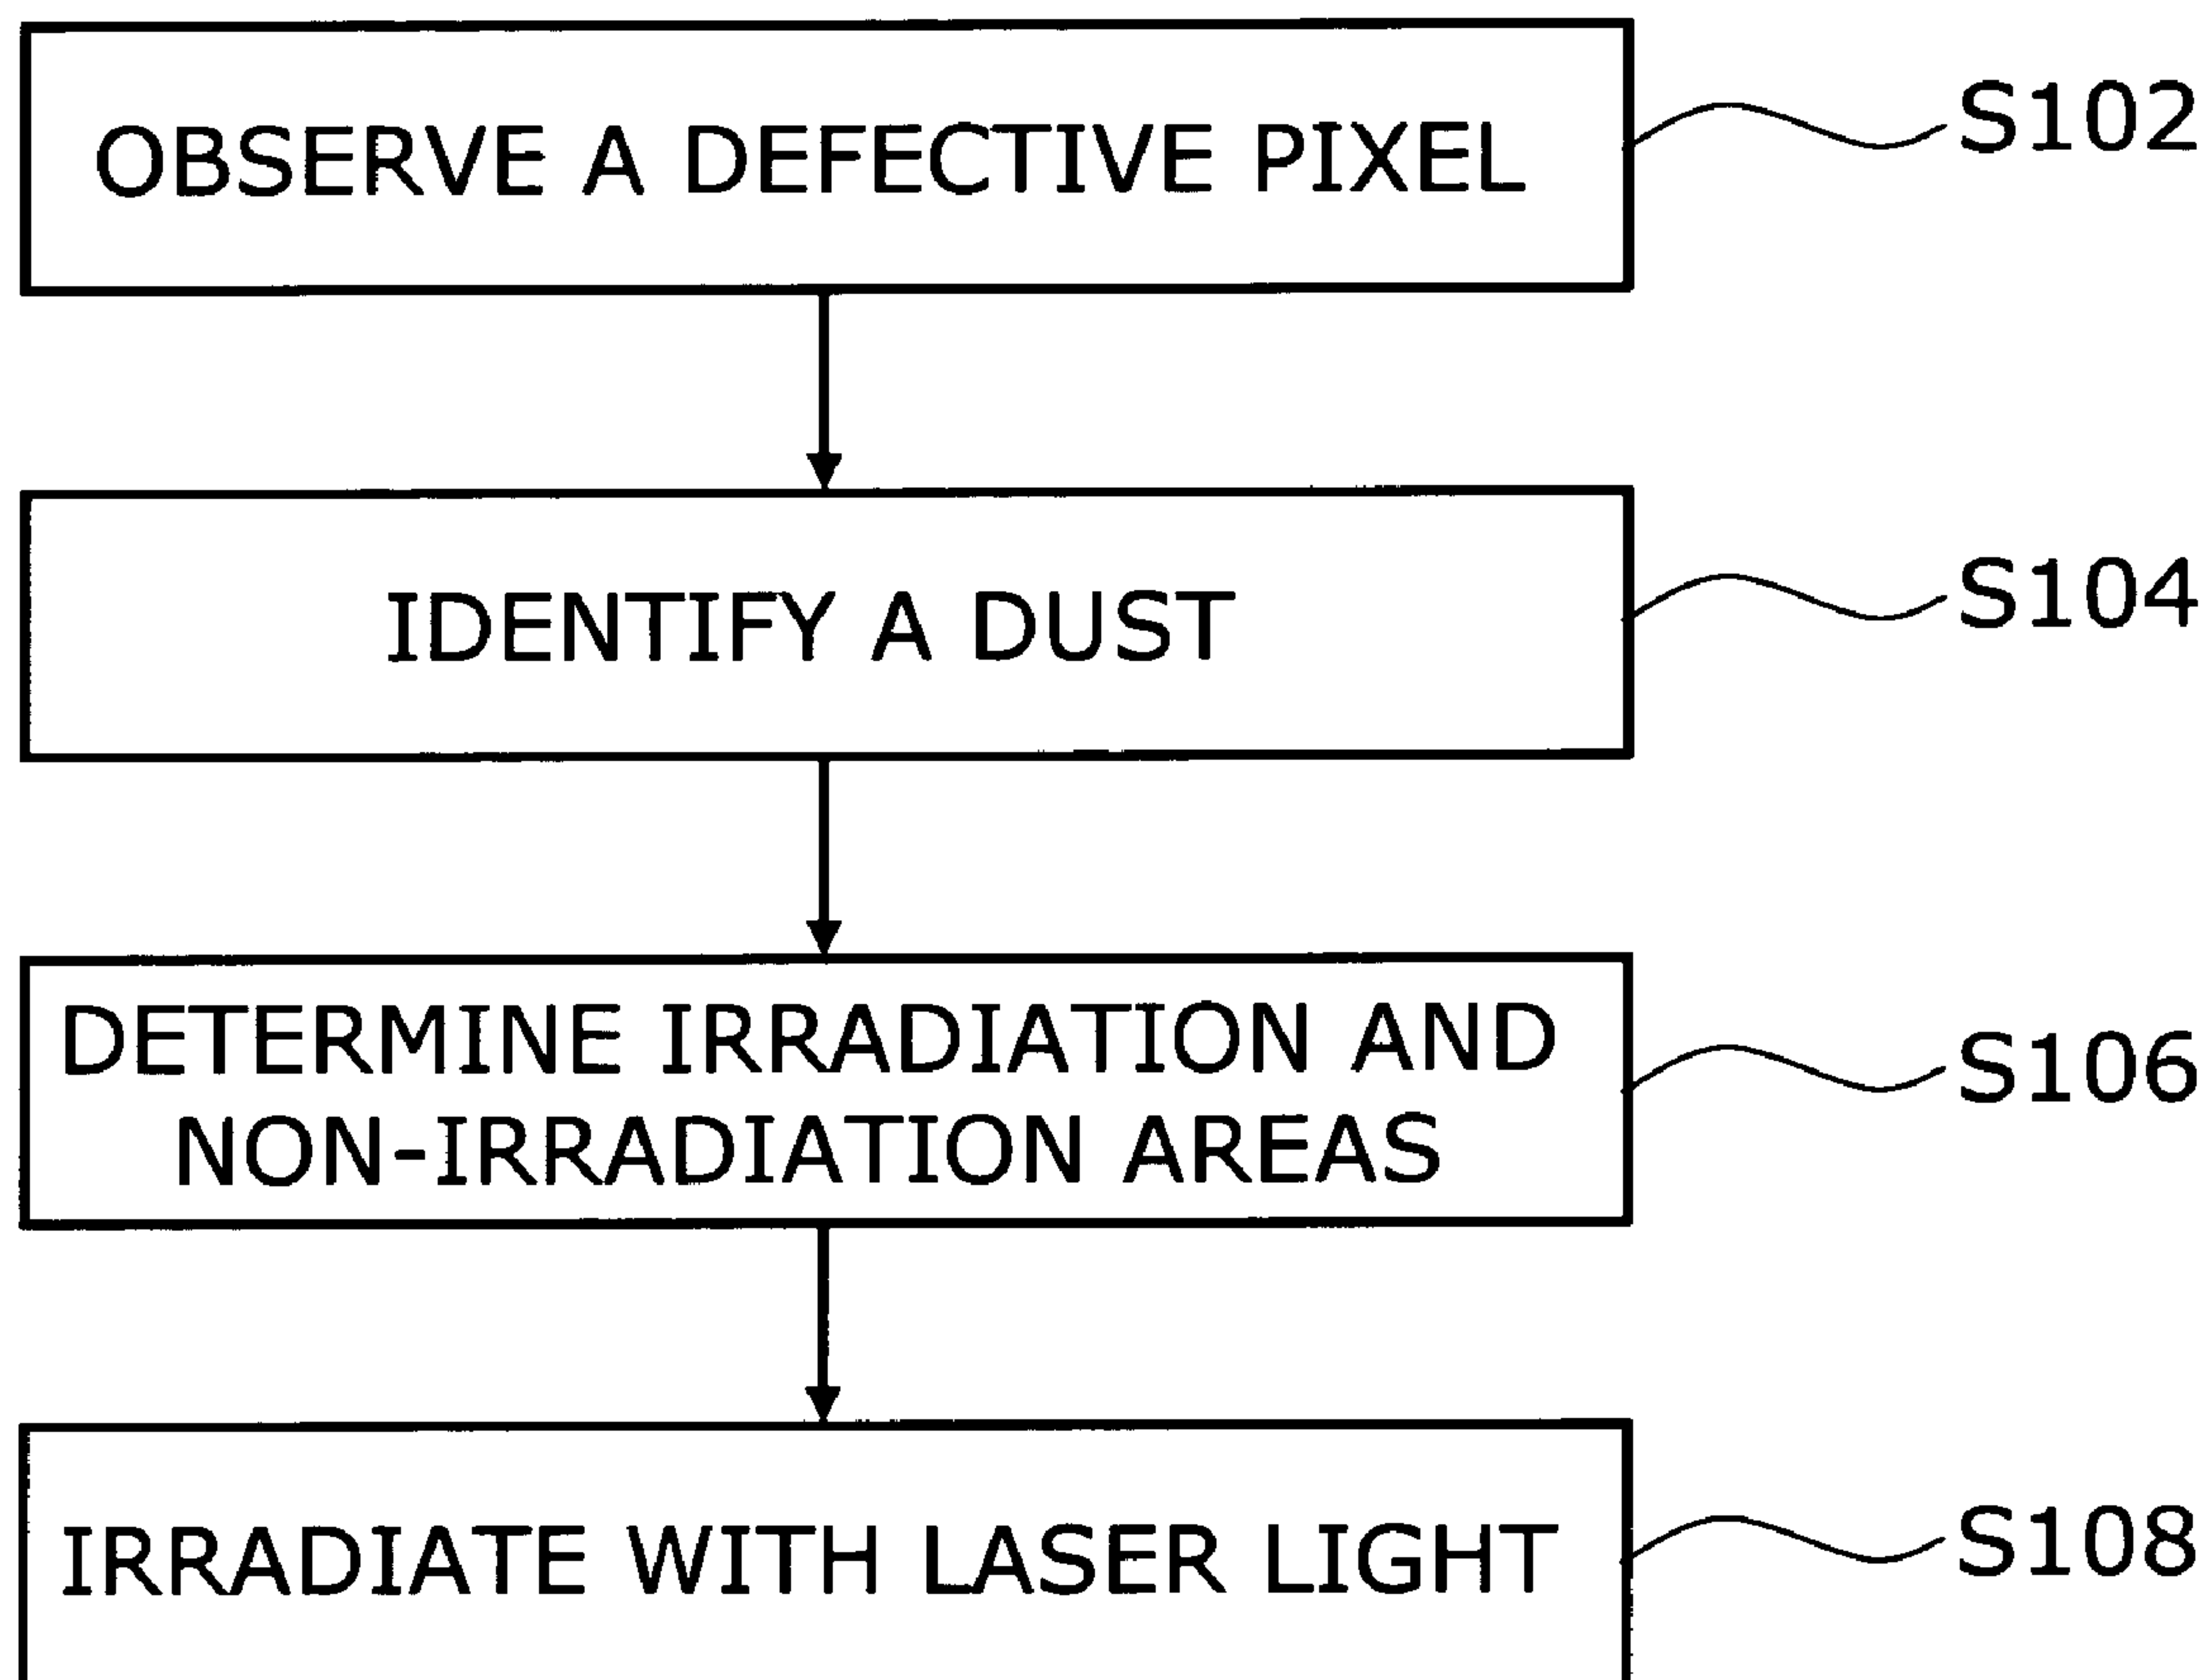 OBSERVE A DEFECTIVE PIXEL
S102
IDENTIFY A DUST
S104
DETERMINE IRRADIATION AND
NON-IRRADIATION AREAS
S106
IRRADIATE WITH LASER LIGHT
S108